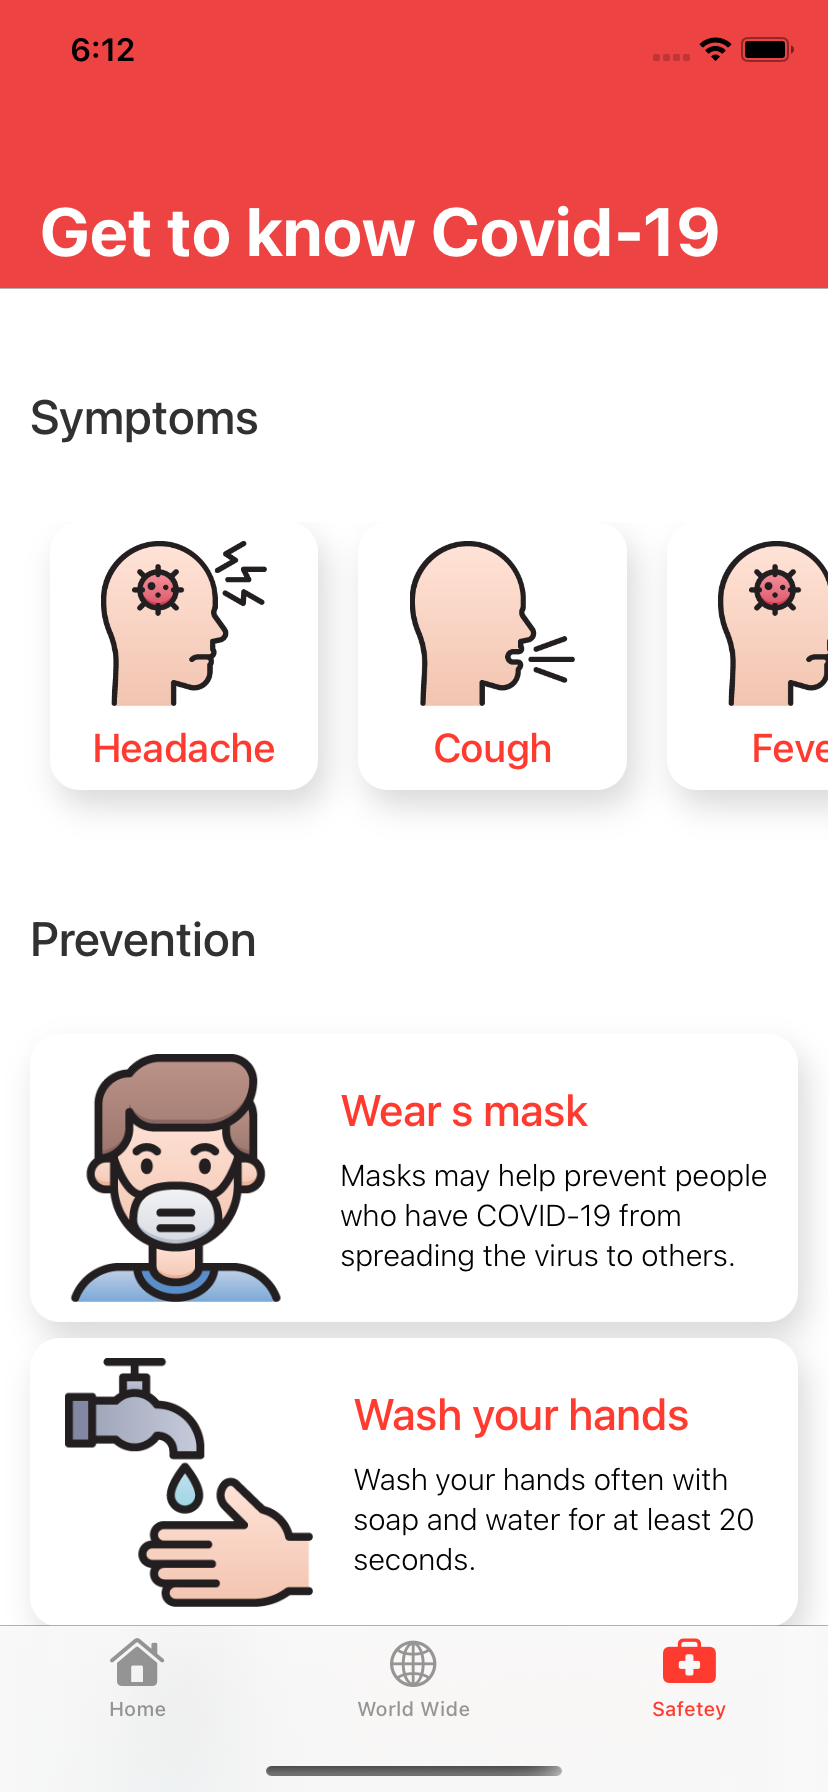 6:12
Get to know Covid-19
Symptoms
Headache
Cough
Feve
Prevention
Wear s mask
Masks may help prevent people
who have COVID-19 from
spreading the virus to others.
Wash your hands
Wash your hands often with
soap and water for at least 20
seconds.
Home
World Wide
Safetey